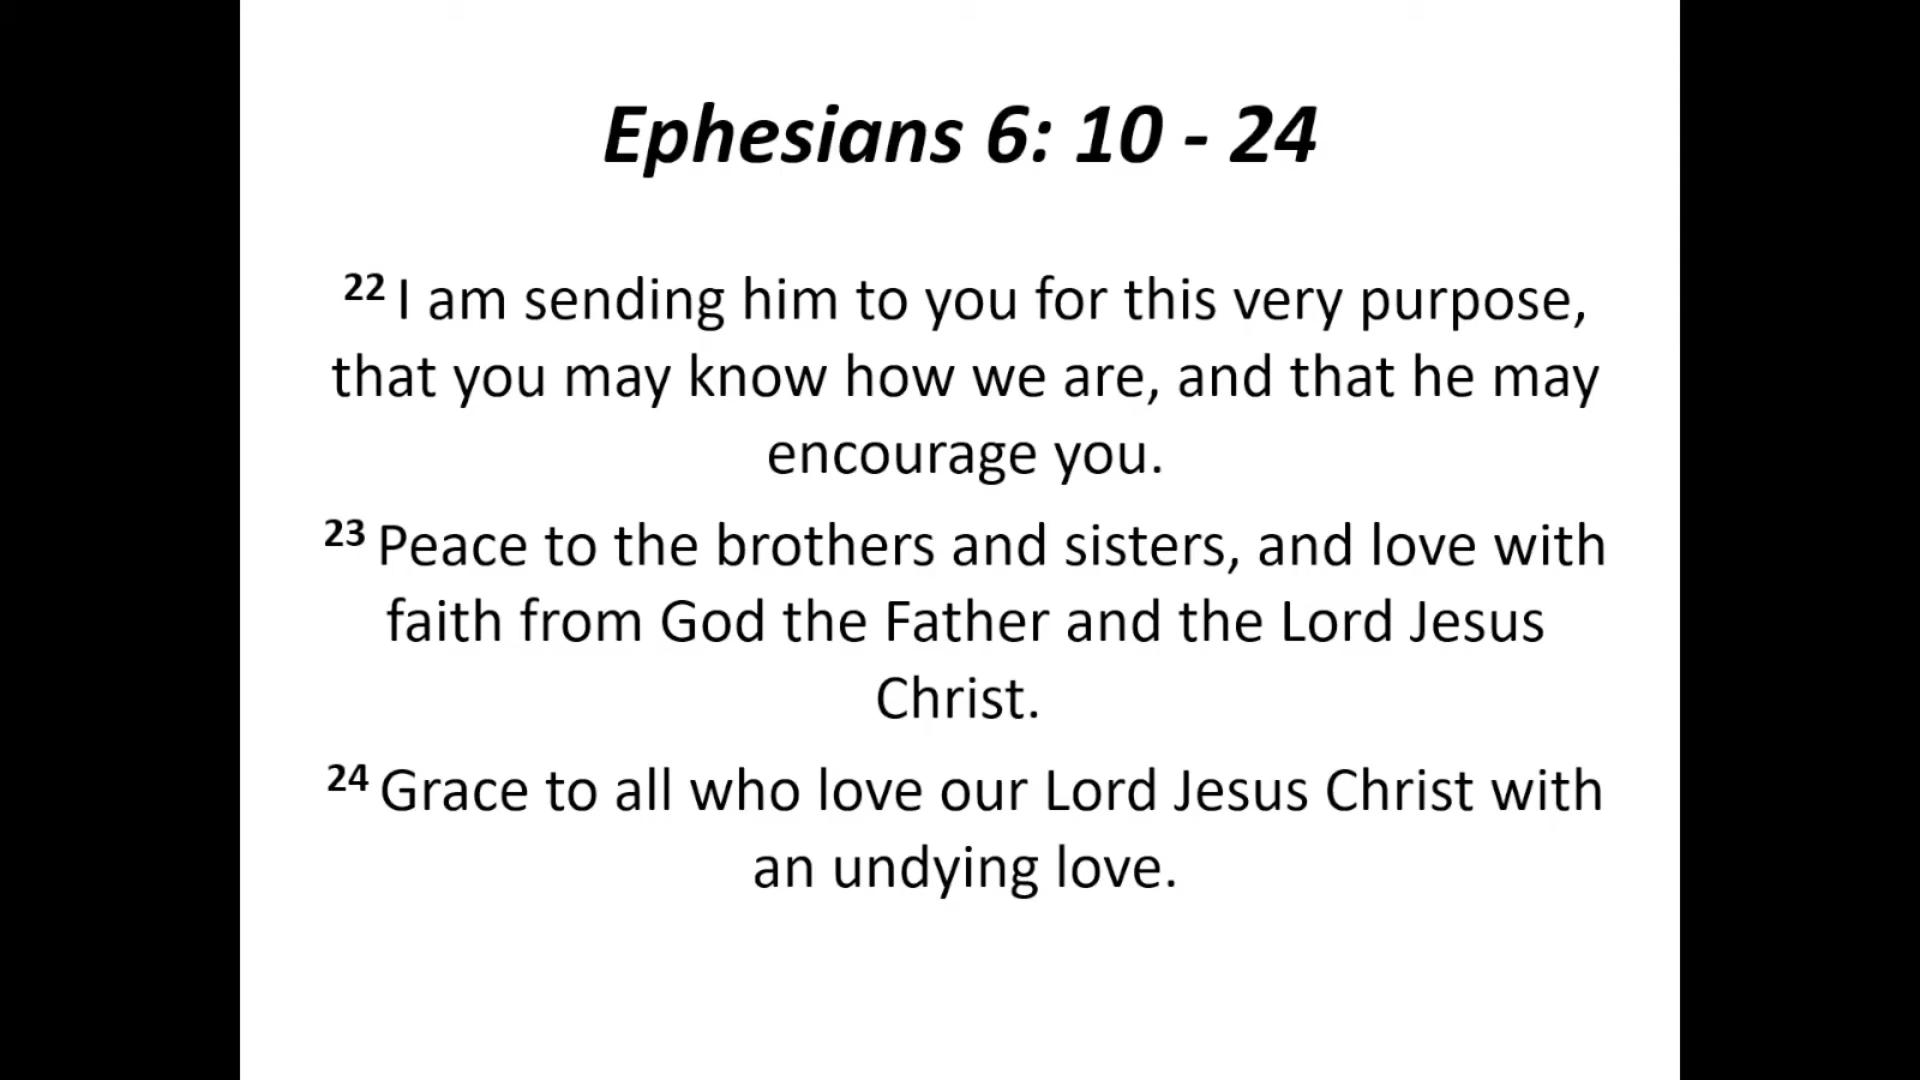 Ephesians 6: 10 - 24
22 I am sending him to you for this very purpose,
that you may know how we are, and that he may
encourage you.
23 Peace to the brothers and sisters, and love with
faith from God the Father and the Lord Jesus
Christ.
24 Grace to all who love our Lord Jesus Christ with
an undying love.